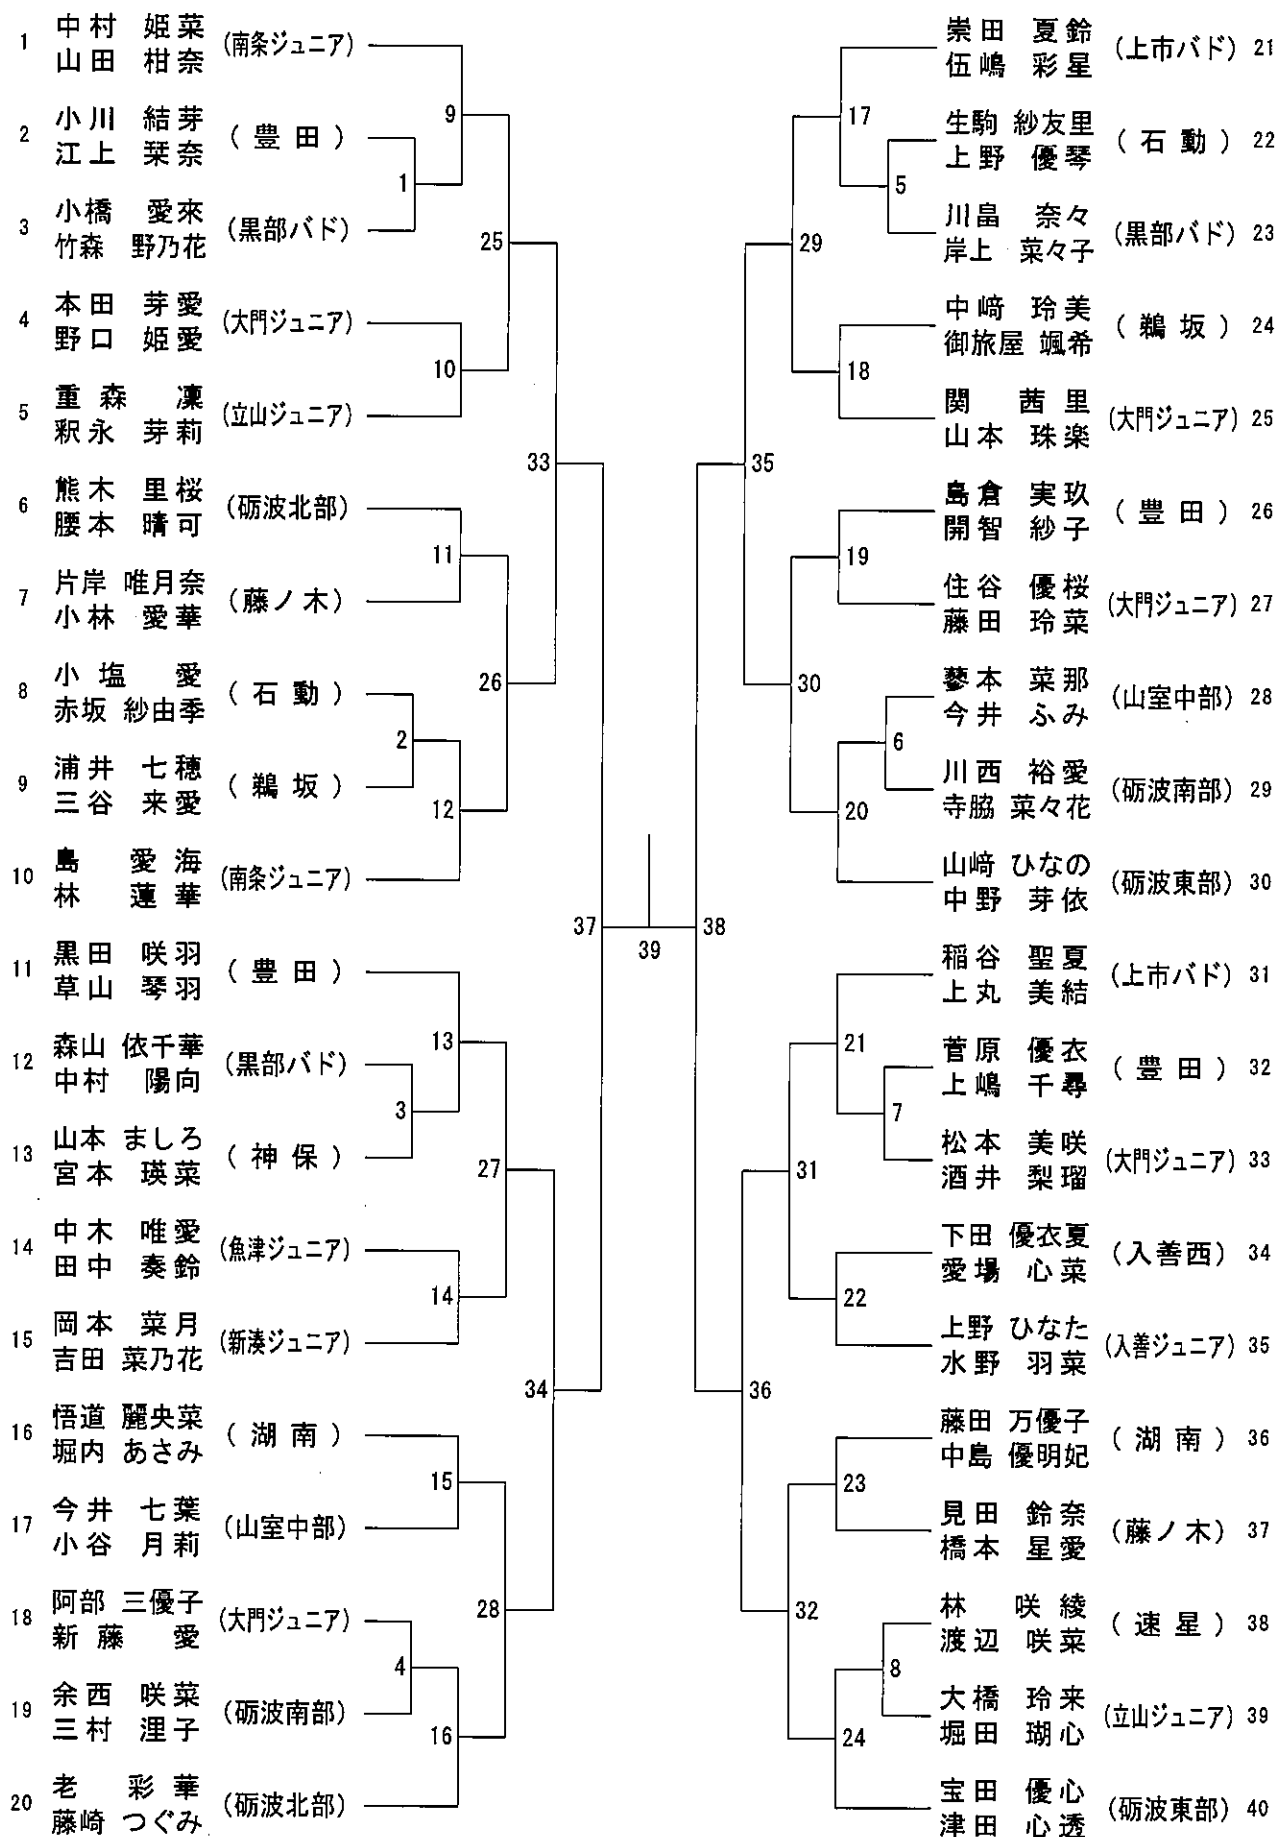 1 中村 姫菜 (南条ジュニア)
山田 柑奈
2 小川 結芽 (豊田)
江上 栞奈
3 小橋 愛來 (黒部バド)
竹森 野乃花
4 本田 芽愛 (大門ジュニア)
野口 姫愛
5 重森 凜 (立山ジュニア)
釈永 芽莉
6 熊木 里桜 (砺波北部)
腰本 晴可
7 片岸 唯月奈 (藤ノ木)
小林 愛華
8 小塩 愛 (石動)
赤坂 紗由季
9 浦井 七穂 (鵜坂)
三谷 来愛
10 島 愛海 (南条ジュニア)
林 蓮華
11 黒田 咲羽 (豊田)
草山 琴羽
12 森山 依千華 (黒部バド)
中村 陽向
13 山本 ましろ (神保)
宮本 瑛菜
14 中木 唯愛 (魚津ジュニア)
田中 奏鈴
15 岡本 菜月 (新湊ジュニア)
吉田 菜乃花
16 悟道 麗央菜 (湖南)
堀内 あさみ
17 今井 七葉 (山室中部)
小谷 月莉
18 阿部 三優子 (大門ジュニア)
新藤 愛
19 余西 咲菜 (砺波南部)
三村 浬子
20 老 彩華 (砺波北部)
藤崎 つぐみ
1
2
3
4
9
10
11
12
13
14
15
16
25
26
27
28
33
34
37
39
38
35
36
29
30
31
32
17
18
19
20
21
22
23
24
5
6
7
8
崇田 夏鈴 (上市バド) 21
伍嶋 彩星
生駒 紗友里 (石動) 22
上野 優琴
川畠 奈々 (黒部バド) 23
岸上 菜々子
中﨑 玲美 (鵜坂) 24
御旅屋 颯希
関 茜里 (大門ジュニア) 25
山本 珠楽
島倉 実玖 (豊田) 26
開智 紗子
住谷 優桜 (大門ジュニア) 27
藤田 玲菜
蓼本 菜那 (山室中部) 28
今井 ふみ
川西 裕愛 (砺波南部) 29
寺脇 菜々花
山﨑 ひなの (砺波東部) 30
中野 芽依
稲谷 聖夏 (上市バド) 31
上丸 美結
菅原 優衣 (豊田) 32
上嶋 千尋
松本 美咲 (大門ジュニア) 33
酒井 梨瑠
下田 優衣夏 (入善西) 34
愛場 心菜
上野 ひなた (入善ジュニア) 35
水野 羽菜
藤田 万優子 (湖南) 36
中島 優明妃
見田 鈴奈 (藤ノ木) 37
橋本 星愛
林 咲綾 (速星) 38
渡辺 咲菜
大橋 玲来 (立山ジュニア) 39
堀田 瑚心
宝田 優心 (砺波東部) 40
津田 心透